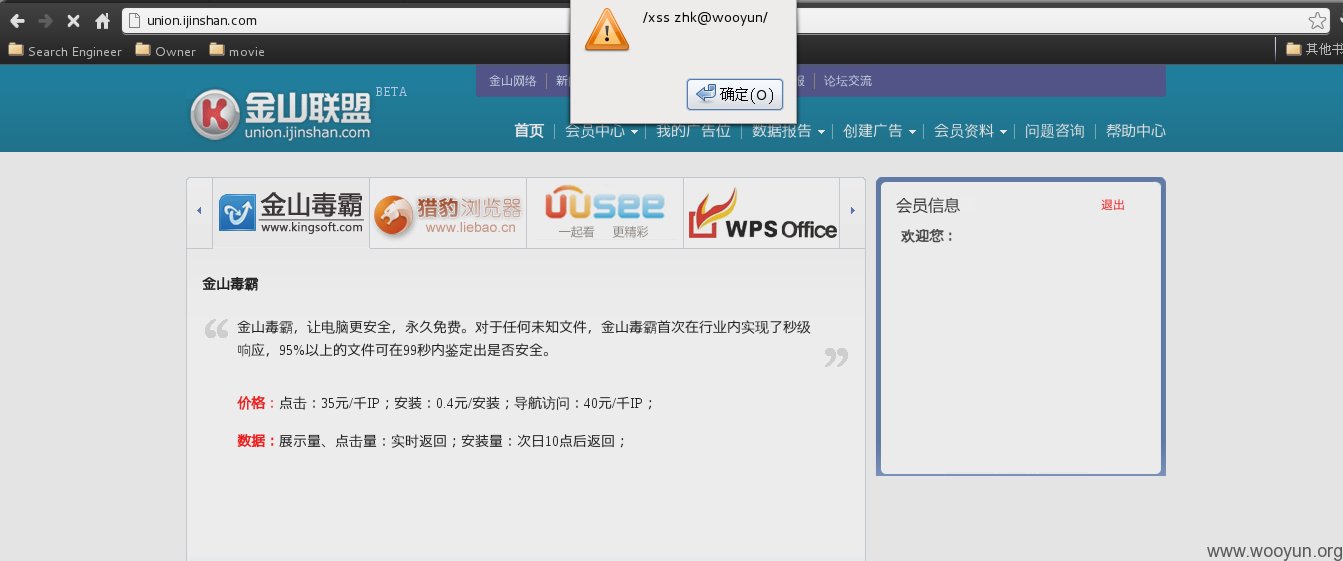 union.ijinshan.com
/xss zhk@wooyun/
Search Engineer Owner movie
其他书
确定(O)
金山网络 论坛交流
金山联盟 BETA
union.ijinshan.com
首页 会员中心 我的广告位 数据报告 创建广告 会员资料 问题咨询 帮助中心
金山毒霸
www.kingsoft.com
猎豹浏览器
www.liebao.cn
UUSEE
一起看 更精彩
WPS Office
会员信息 退出
欢迎您：
金山毒霸
“ 金山毒霸，让电脑更安全，永久免费。对于任何未知文件，金山毒霸首次在行业内实现了秒级
响应，95%以上的文件可在99秒内鉴定出是否安全。 ”
价格：点击：35元/千IP；安装：0.4元/安装；导航访问：40元/千IP；
数据：展示量、点击量：实时返回；安装量：次日10点后返回；
www.wooyun.org